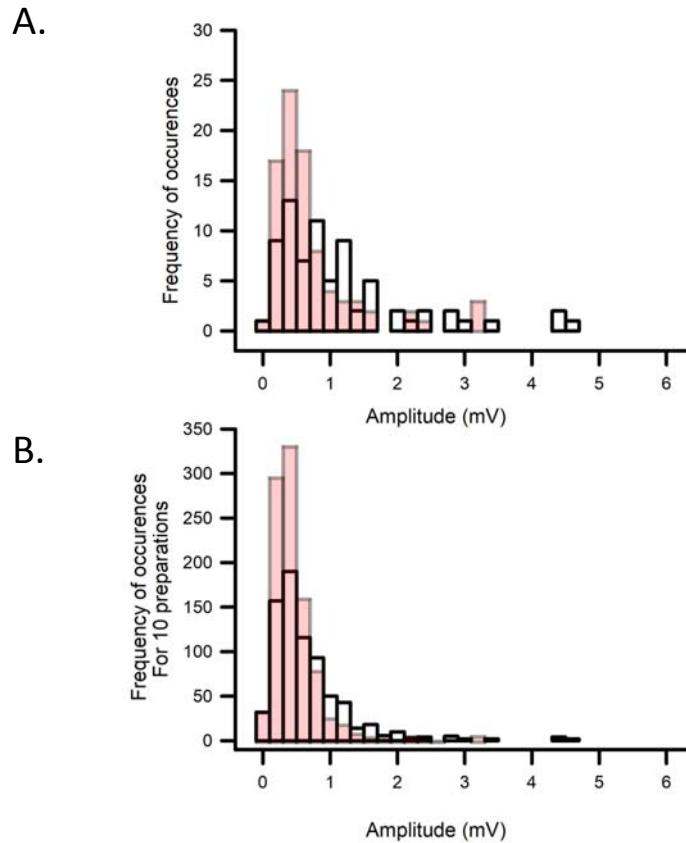 A.
Frequency of occurences
30
25
20
15
10
5
0
0 1 2 3 4 5 6
Amplitude (mV)
B.
Frequency of occurences
For 10 preparations
350
300
250
200
150
100
50
0
0 1 2 3 4 5 6
Amplitude (mV)